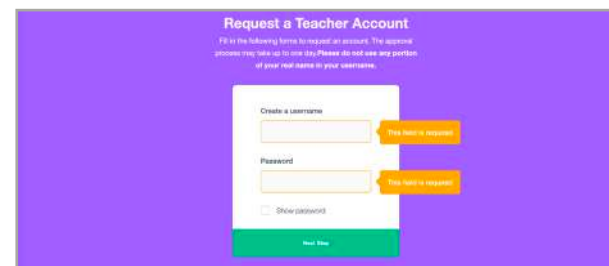 Request a Teacher Account
Fill in the following forms to request an account. The approval
process may take up to one day.Please do not use any portion
of your real name in your username.
Create a username
This field is required
Password
This field is required
Show password
Next Step